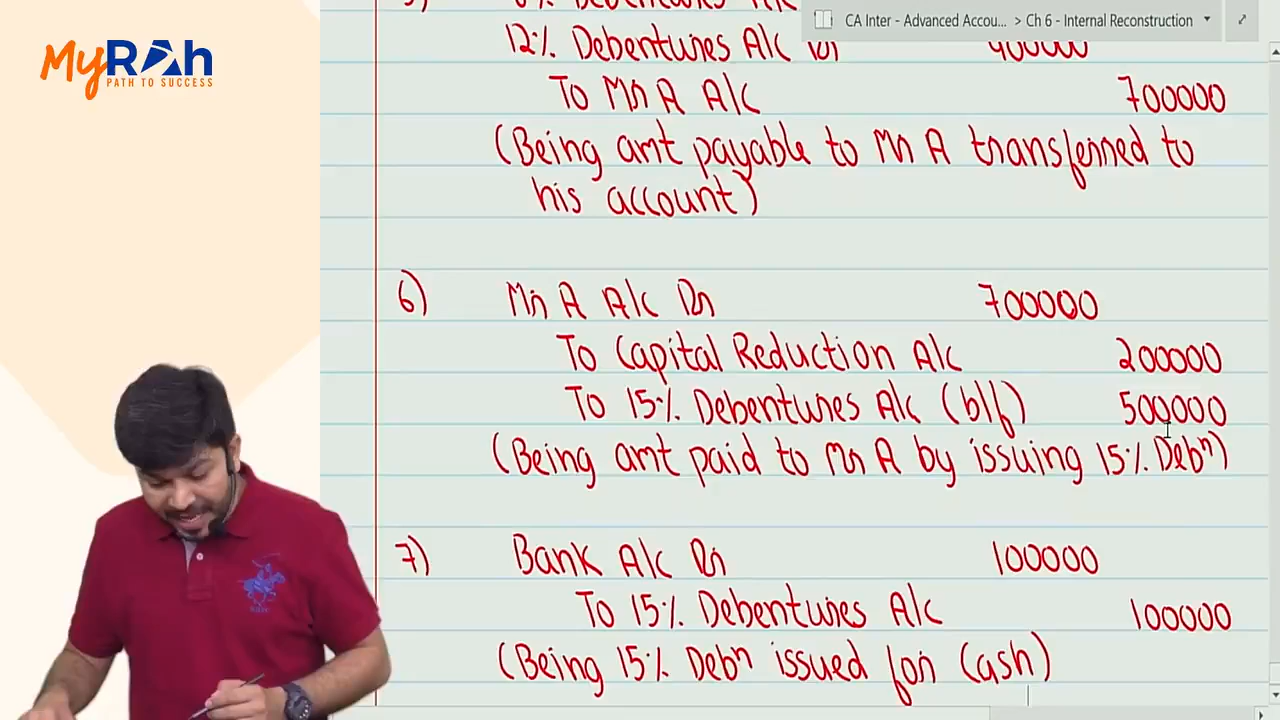 MyRAh
PATH TO SUCCESS
CA Inter - Advanced Accou... > Ch 6 - Internal Reconstruction
12% Debentures A/c Dr 400000
To Mr A A/c 700000
(Being amt payable to Mr A transferred to
his account)
6) Mr A A/c Dr 700000
To Capital Reduction A/c 200000
To 15% Debentures A/c (b/f) 500000
(Being amt paid to Mr A by issuing 15% Debn)
7) Bank A/c Dr 100000
To 15% Debentures A/c 100000
(Being 15% Debn issued for Cash)